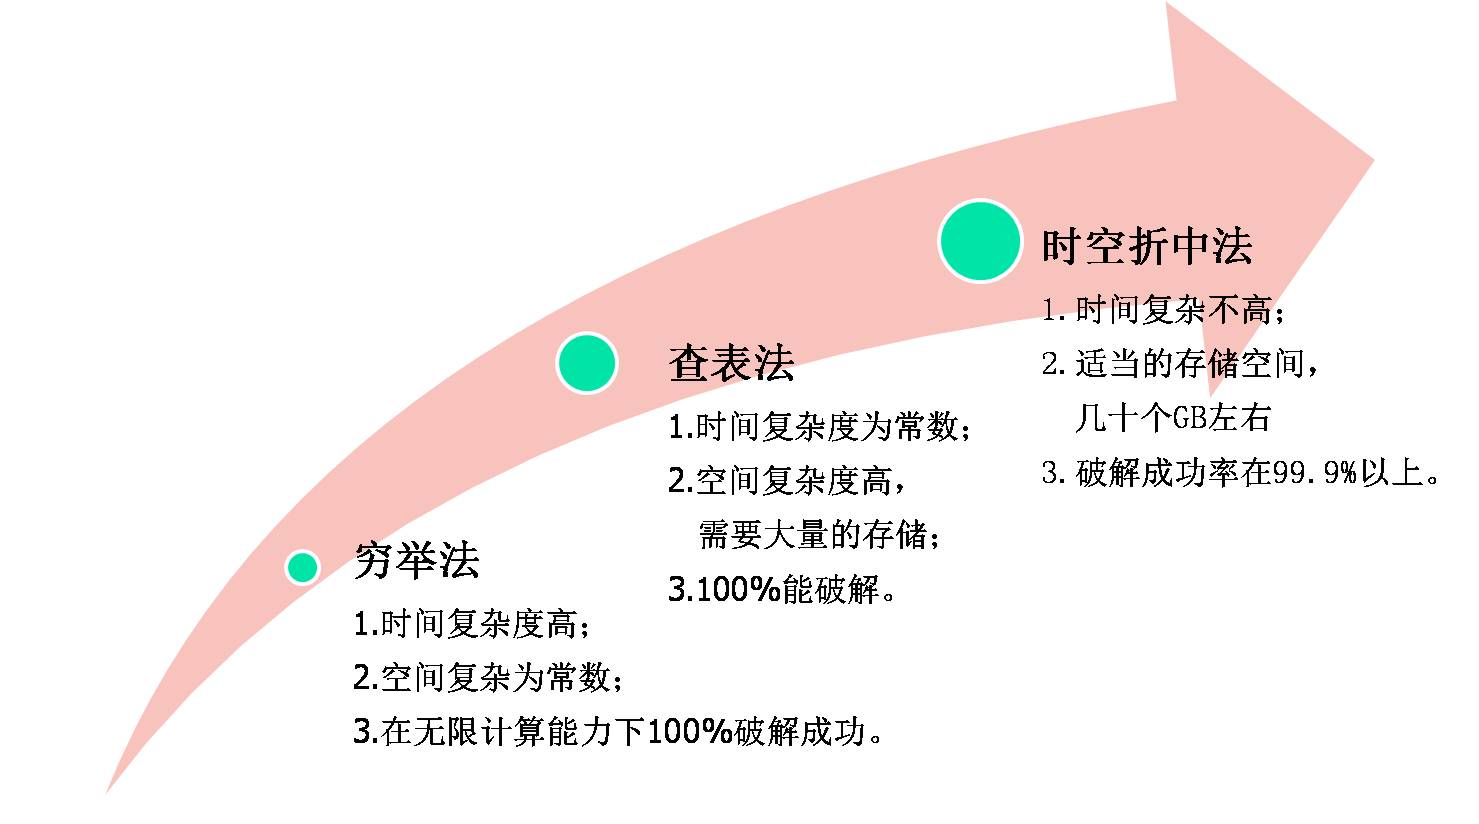 时空折中法
1.时间复杂不高；
2.适当的存储空间，
几十个GB左右
3.破解成功率在99.9%以上。
查表法
1.时间复杂度为常数；
2.空间复杂度高，
需要大量的存储；
3.100%能破解。
穷举法
1.时间复杂度高；
2.空间复杂为常数；
3.在无限计算能力下100%破解成功。